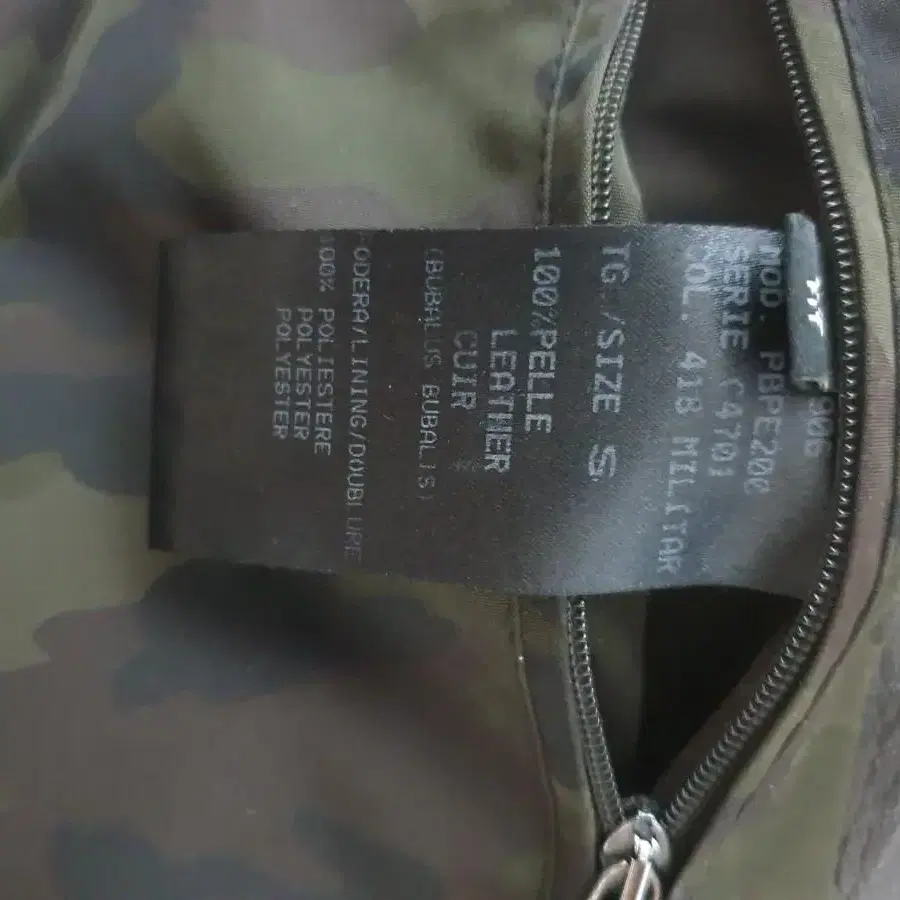 MOD. PBPE200
SERIE C4701
COL. 418 MILITAR
TG /SIZE S
100%PELLE
LEATHER
CUIR
(BUBALUS BUBALIS)
FODERA/LINING/DOUBLURE
100% POLIESTERE
POLYESTER
POLYESTER